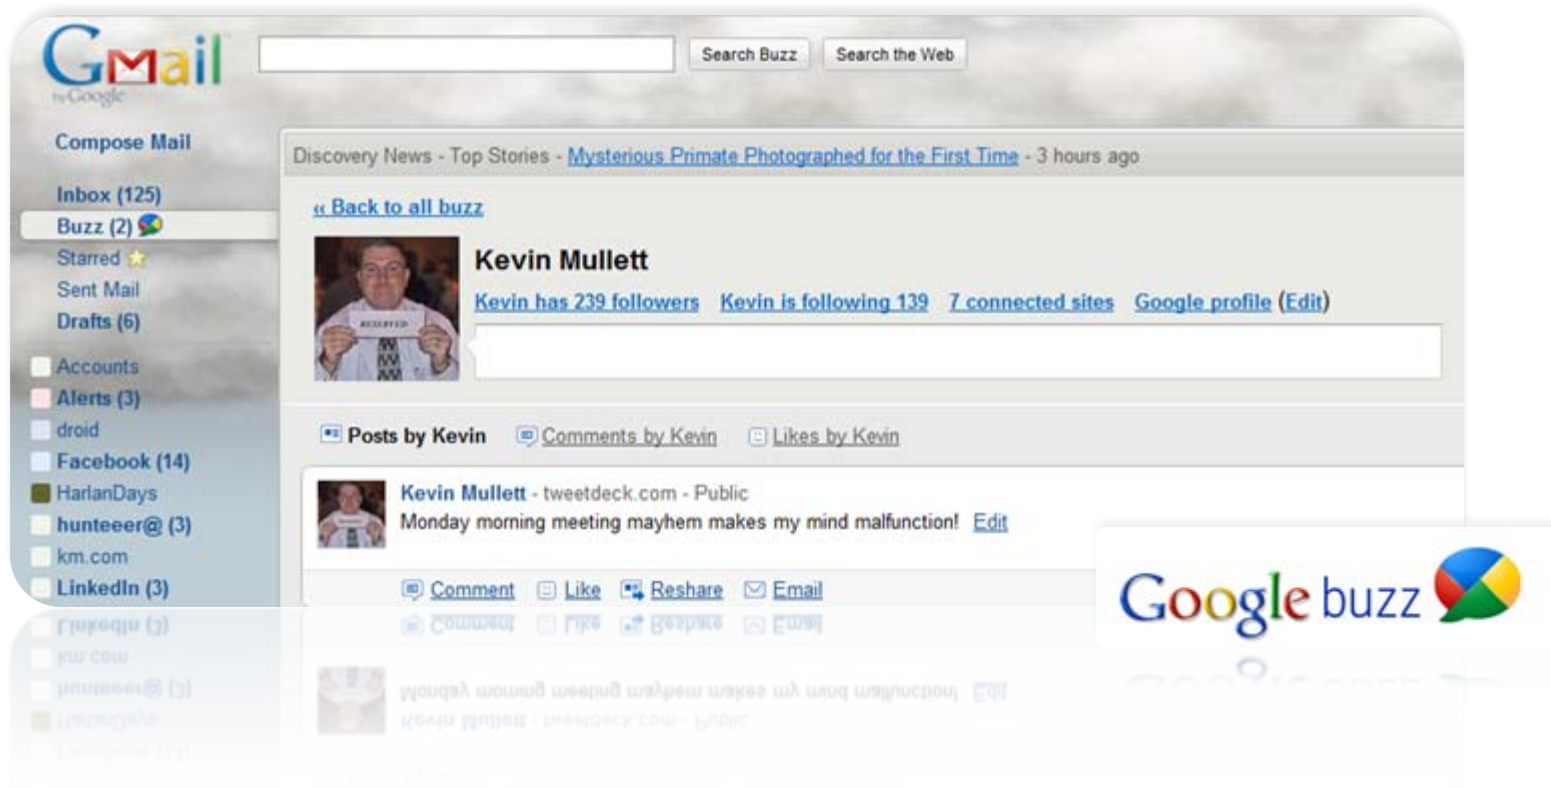 Gmail
by Google
Search Buzz
Search the Web
Compose Mail
Inbox (125)
Buzz (2)
Starred
Sent Mail
Drafts (6)
Accounts
Alerts (3)
droid
Facebook (14)
HarlanDays
hunteeer@ (3)
km.com
LinkedIn (3)
Discovery News - Top Stories - Mysterious Primate Photographed for the First Time - 3 hours ago
« Back to all buzz
RESERVED
Kevin Mullett
Kevin has 239 followers Kevin is following 139 7 connected sites Google profile (Edit)
Posts by Kevin Comments by Kevin Likes by Kevin
Kevin Mullett - tweetdeck.com - Public
Monday morning meeting mayhem makes my mind malfunction! Edit
Comment Like Reshare Email
Google buzz